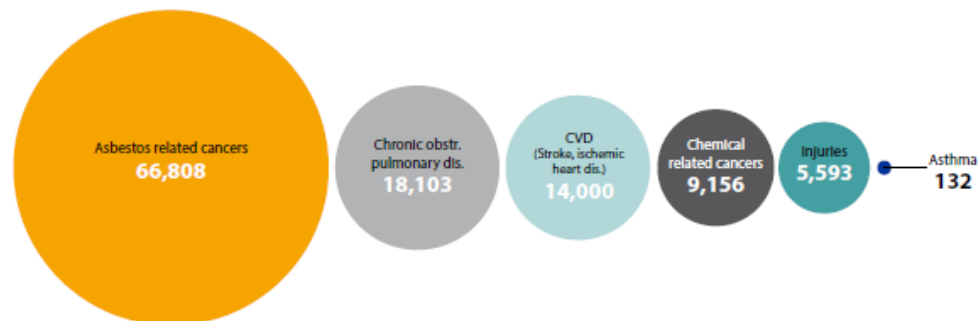 Asbestos related cancers
66,808
Chronic obstr.
pulmonary dis.
18,103
CVD
(Stroke, ischemic
heart dis.)
14,000
Chemical
related cancers
9,156
Injuries
5,593
Asthma
132